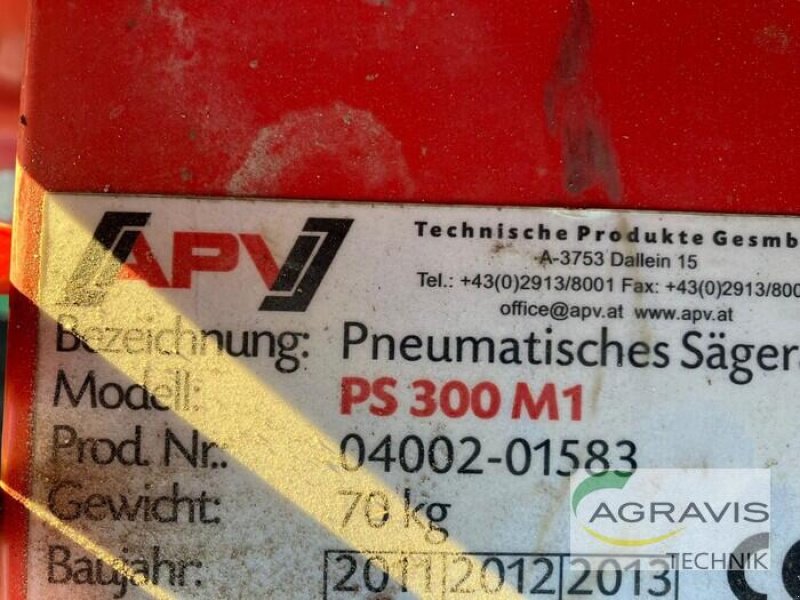 APV
Technische Produkte Gesmb
A-3753 Dallein 15
Tel.: +43(0)2913/8001 Fax: +43(0)2913/800
office@apv.at www.apv.at
Bezeichnung: Pneumatisches Säger
Modell: PS 300 M1
Prod. Nr.: 04002-01583
Gewicht: 70 kg
Baujahr: 2011 2012 2013
AGRAVIS
TECHNIK